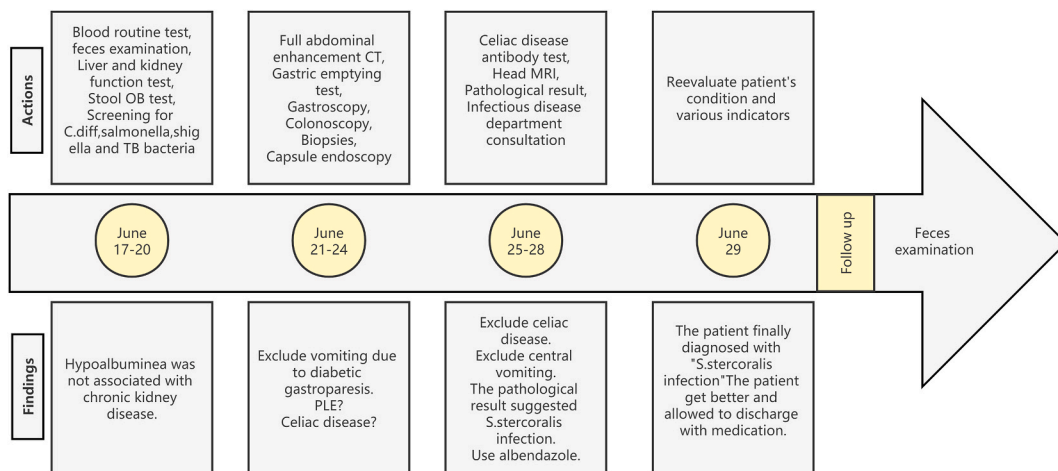 Actions
Blood routine test,
feces examination,
Liver and kidney
function test,
Stool OB test,
Screening for
C.diff,salmonella,shig
ella and TB bacteria
Full abdominal
enhancement CT,
Gastric emptying
test,
Gastroscopy,
Colonoscopy,
Biopsies,
Capsule endoscopy
Celiac disease
antibody test,
Head MRI,
Pathological result,
Infectious disease
department
consultation
Reevaluate patient's
condition and
various indicators
June
17-20
June
21-24
June
25-28
June
29
Follow up
Feces
examination
Findings
Hypoalbuminea was
not associated with
chronic kidney
disease.
Exclude vomiting due
to diabetic
gastroparesis.
PLE?
Celiac disease?
Exclude celiac
disease.
Exclude central
vomiting.
The pathological
result suggested
S.stercoralis
infection.
Use albendazole.
The patient finally
diagnosed with
"S.stercoralis
infection"The patient
get better and
allowed to discharge
with medication.